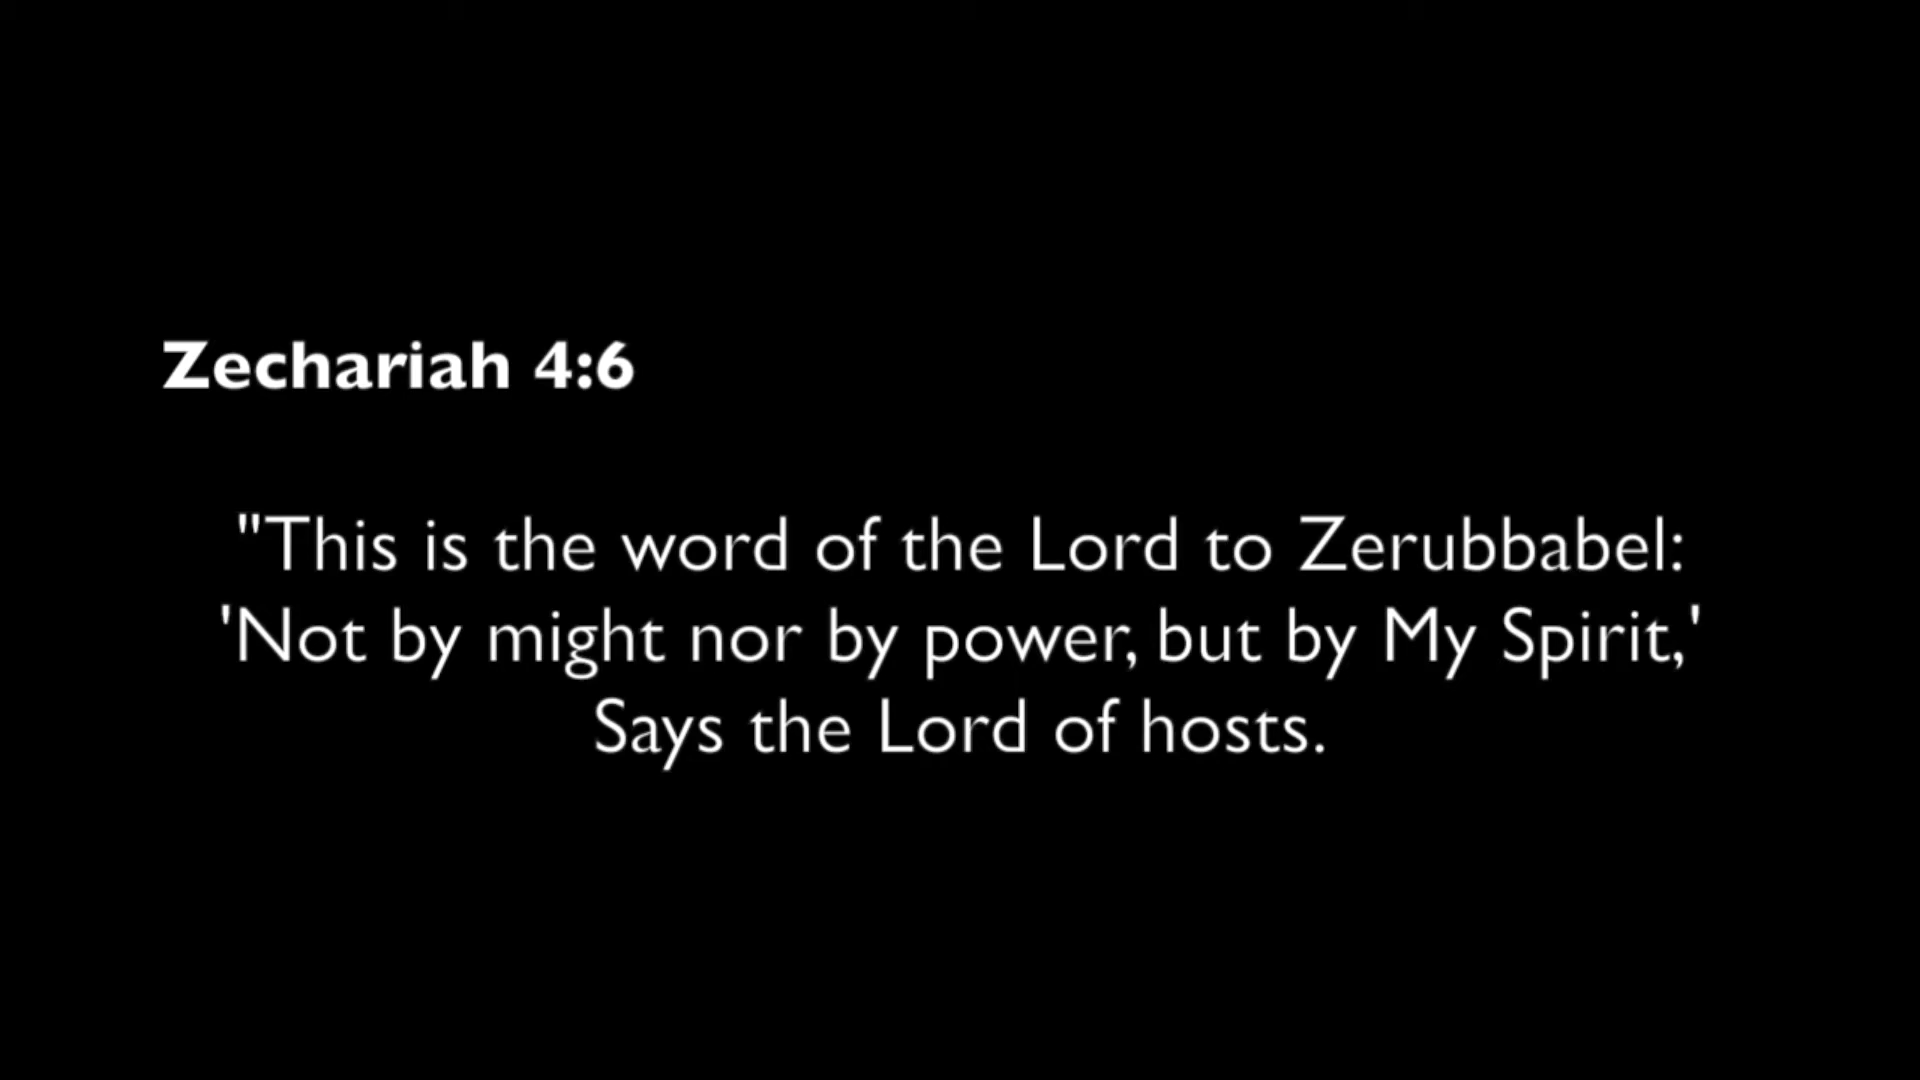 Zechariah 4:6
"This is the word of the Lord to Zerubbabel:
'Not by might nor by power, but by My Spirit,'
Says the Lord of hosts.